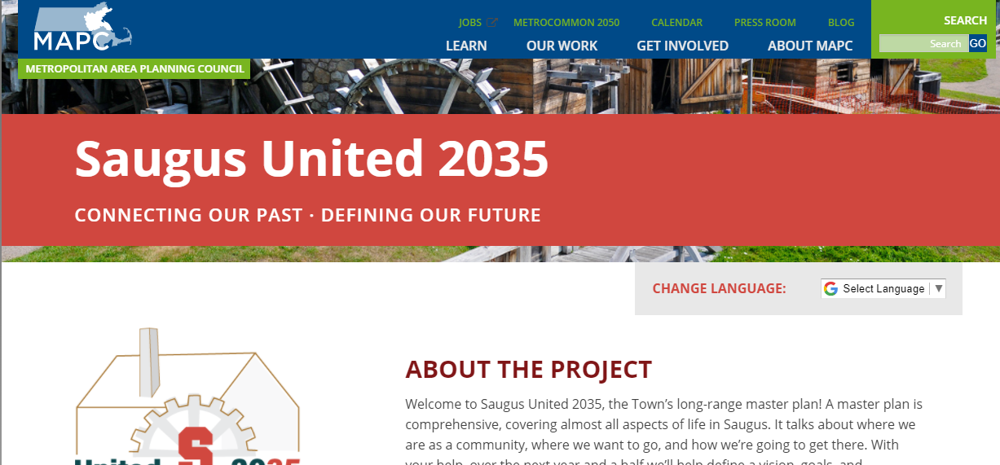 MAPC
METROPOLITAN AREA PLANNING COUNCIL
JOBS METROCOMMON 2050 CALENDAR PRESS ROOM BLOG
LEARN OUR WORK GET INVOLVED ABOUT MAPC
SEARCH
Search GO
Saugus United 2035
CONNECTING OUR PAST · DEFINING OUR FUTURE
CHANGE LANGUAGE: Select Language ▼
S
United 2035
ABOUT THE PROJECT
Welcome to Saugus United 2035, the Town’s long-range master plan! A master plan is
comprehensive, covering almost all aspects of life in Saugus. It talks about where we
are as a community, where we want to go, and how we’re going to get there. With
your help, over the next year and a half we’ll help define a vision, goals, and